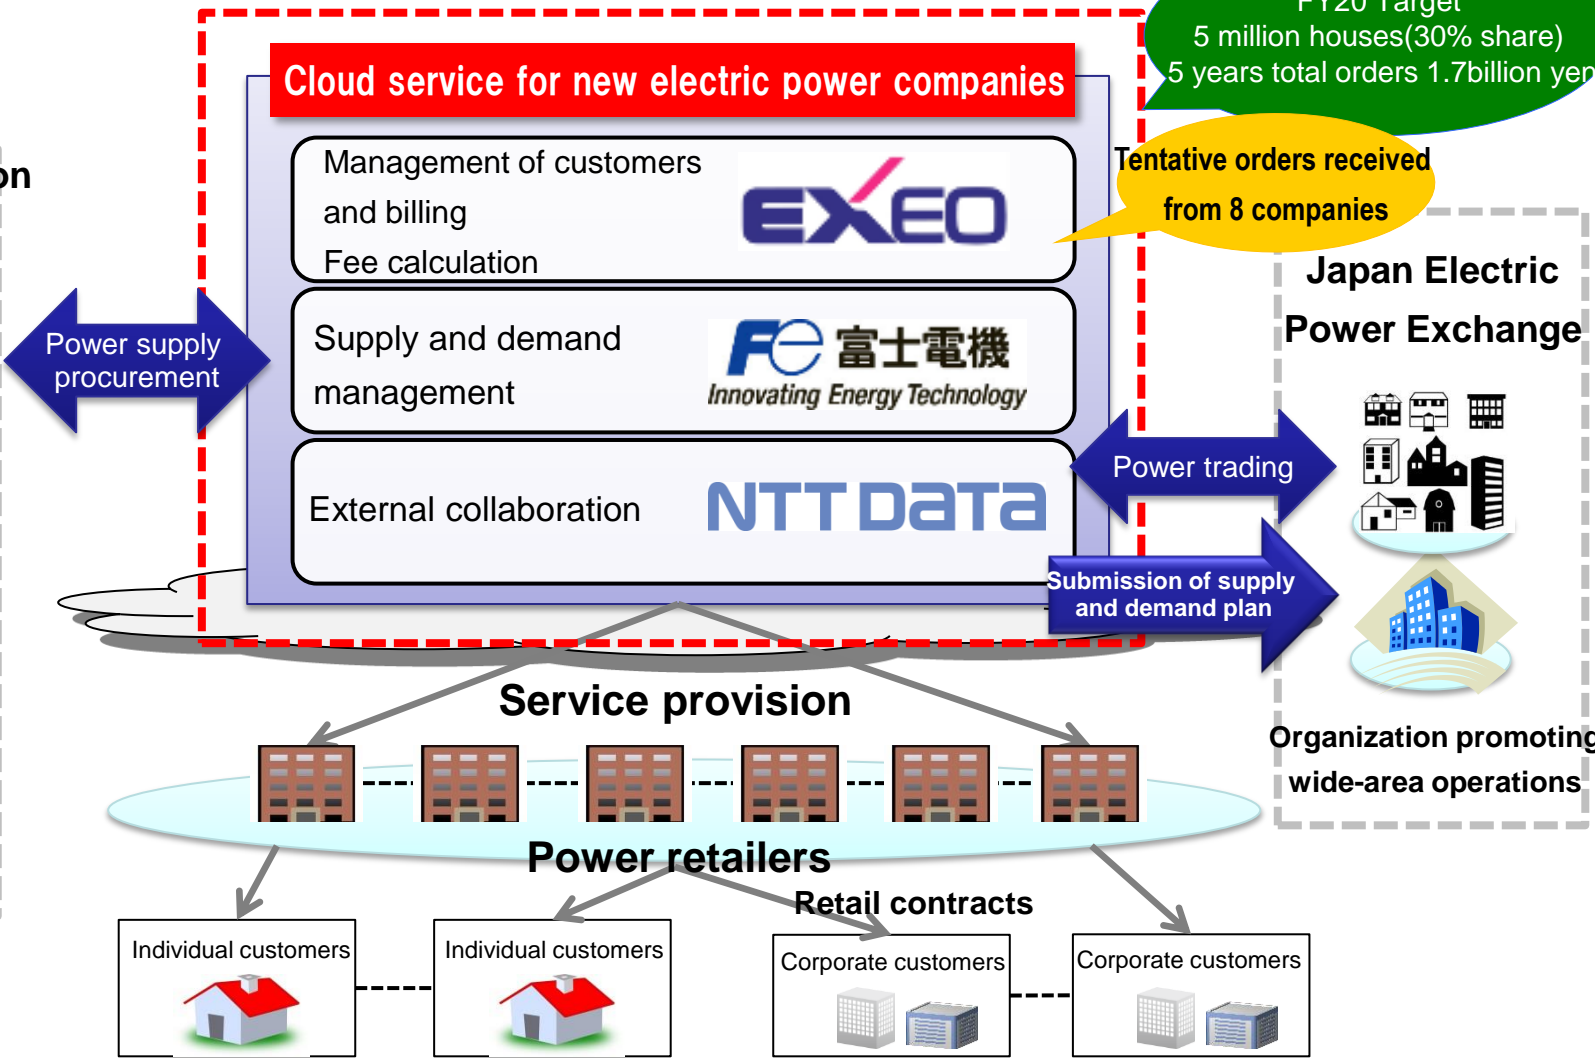 FY20 Target
5 million houses(30% share)
5 years total orders 1.7billion yen
Cloud service for new electric power companies
Management of customers
and billing
Fee calculation
EXEO
Tentative orders received
from 8 companies
on
Power supply
procurement
Supply and demand
management
Fe 富士電機
Innovating Energy Technology
Japan Electric
Power Exchange
External collaboration
NTT DATA
Power trading
Submission of supply
and demand plan
Service provision
Organization promoting
wide-area operations
Power retailers
Retail contracts
Individual customers
Individual customers
Corporate customers
Corporate customers